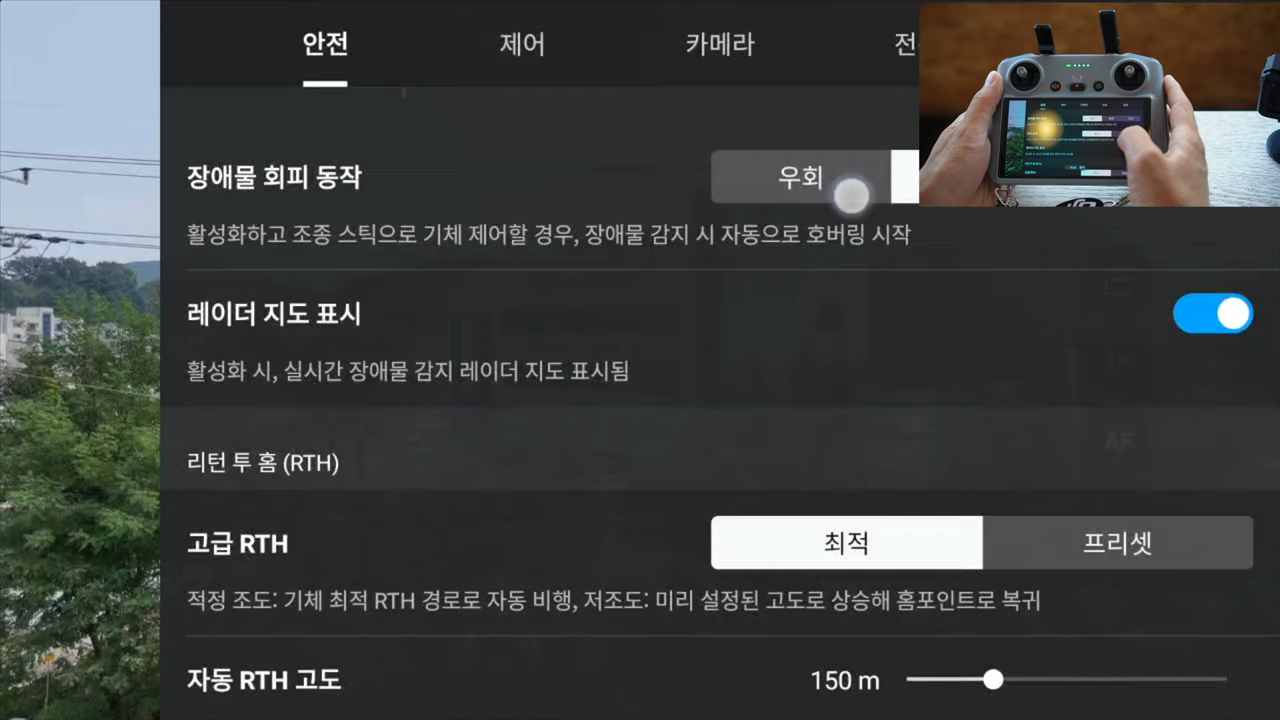 안전
제어
카메라
전
장애물 회피 동작
우회
활성화하고 조종 스틱으로 기체 제어할 경우, 장애물 감지 시 자동으로 호버링 시작
레이더 지도 표시
활성화 시, 실시간 장애물 감지 레이더 지도 표시됨
AF
리턴 투 홈 (RTH)
고급 RTH
최적
프리셋
적정 조도: 기체 최적 RTH 경로로 자동 비행, 저조도: 미리 설정된 고도로 상승해 홈포인트로 복귀
자동 RTH 고도
150 m